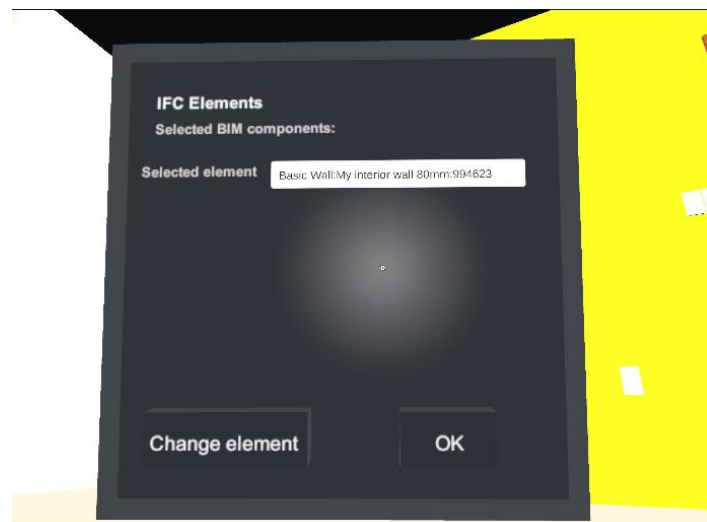 IFC Elements
Selected BIM components:
Selected element
Basic Wall:My interior wall 80mm:994623
Change element
OK